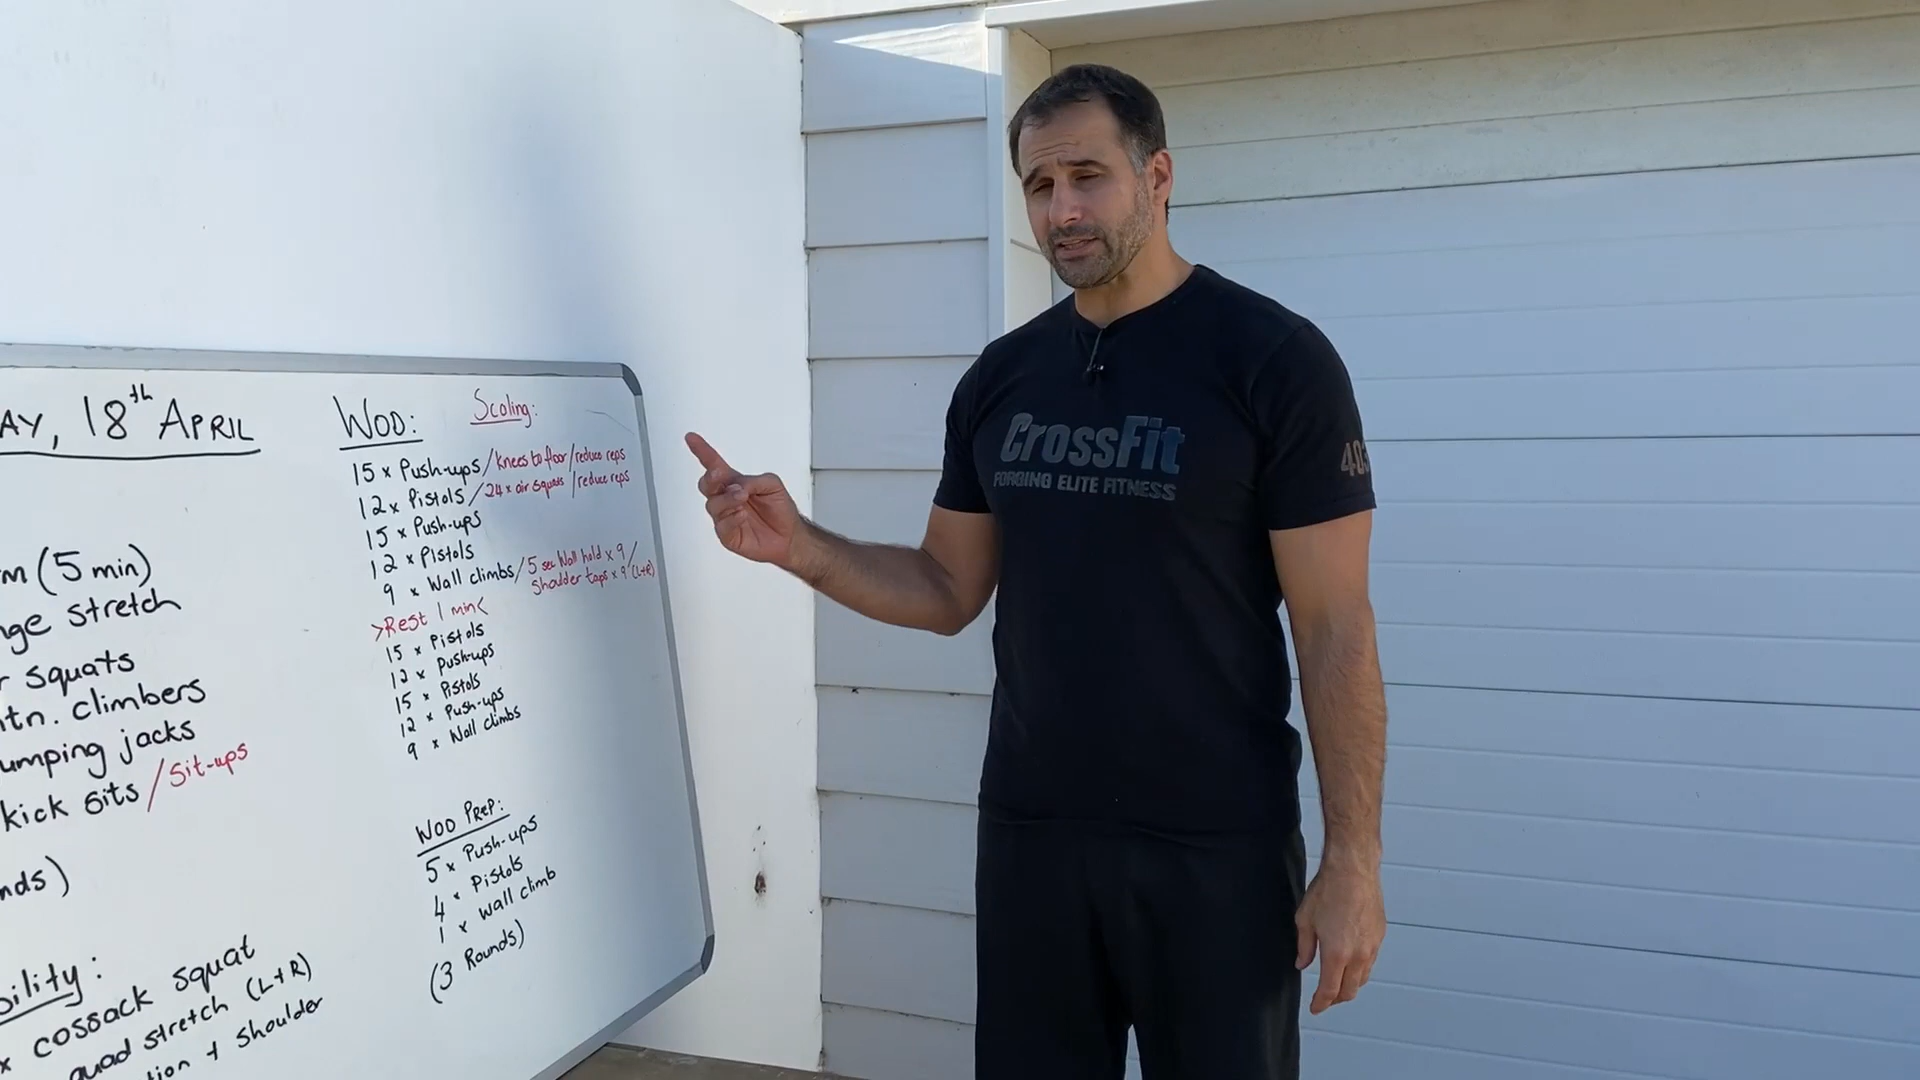 AY, 18th APRIL
m (5 min)
nge stretch
r squats
tn. climbers
umping jacks
kick sits / Sit-ups
nds)
bility:
x cossack squat
quad stretch (L+R)
tion + shoulder
WOD:
Scaling:
15 x Push-ups / knees to floor / reduce reps
12 x Pistols / 24 x air squats / reduce reps
15 x Push-ups
12 x Pistols
9 x Wall climbs / 5 sec Wall hold x 9 /
Shoulder taps x 9 (L+R)
>Rest 1 min<
15 x Pistols
12 x Push-ups
15 x Pistols
12 x Push-ups
9 x Wall climbs
WOD PREP:
5 x Push-ups
4 x Pistols
1 x Wall climb
(3 Rounds)
CrossFit
FORGING ELITE FITNESS
403